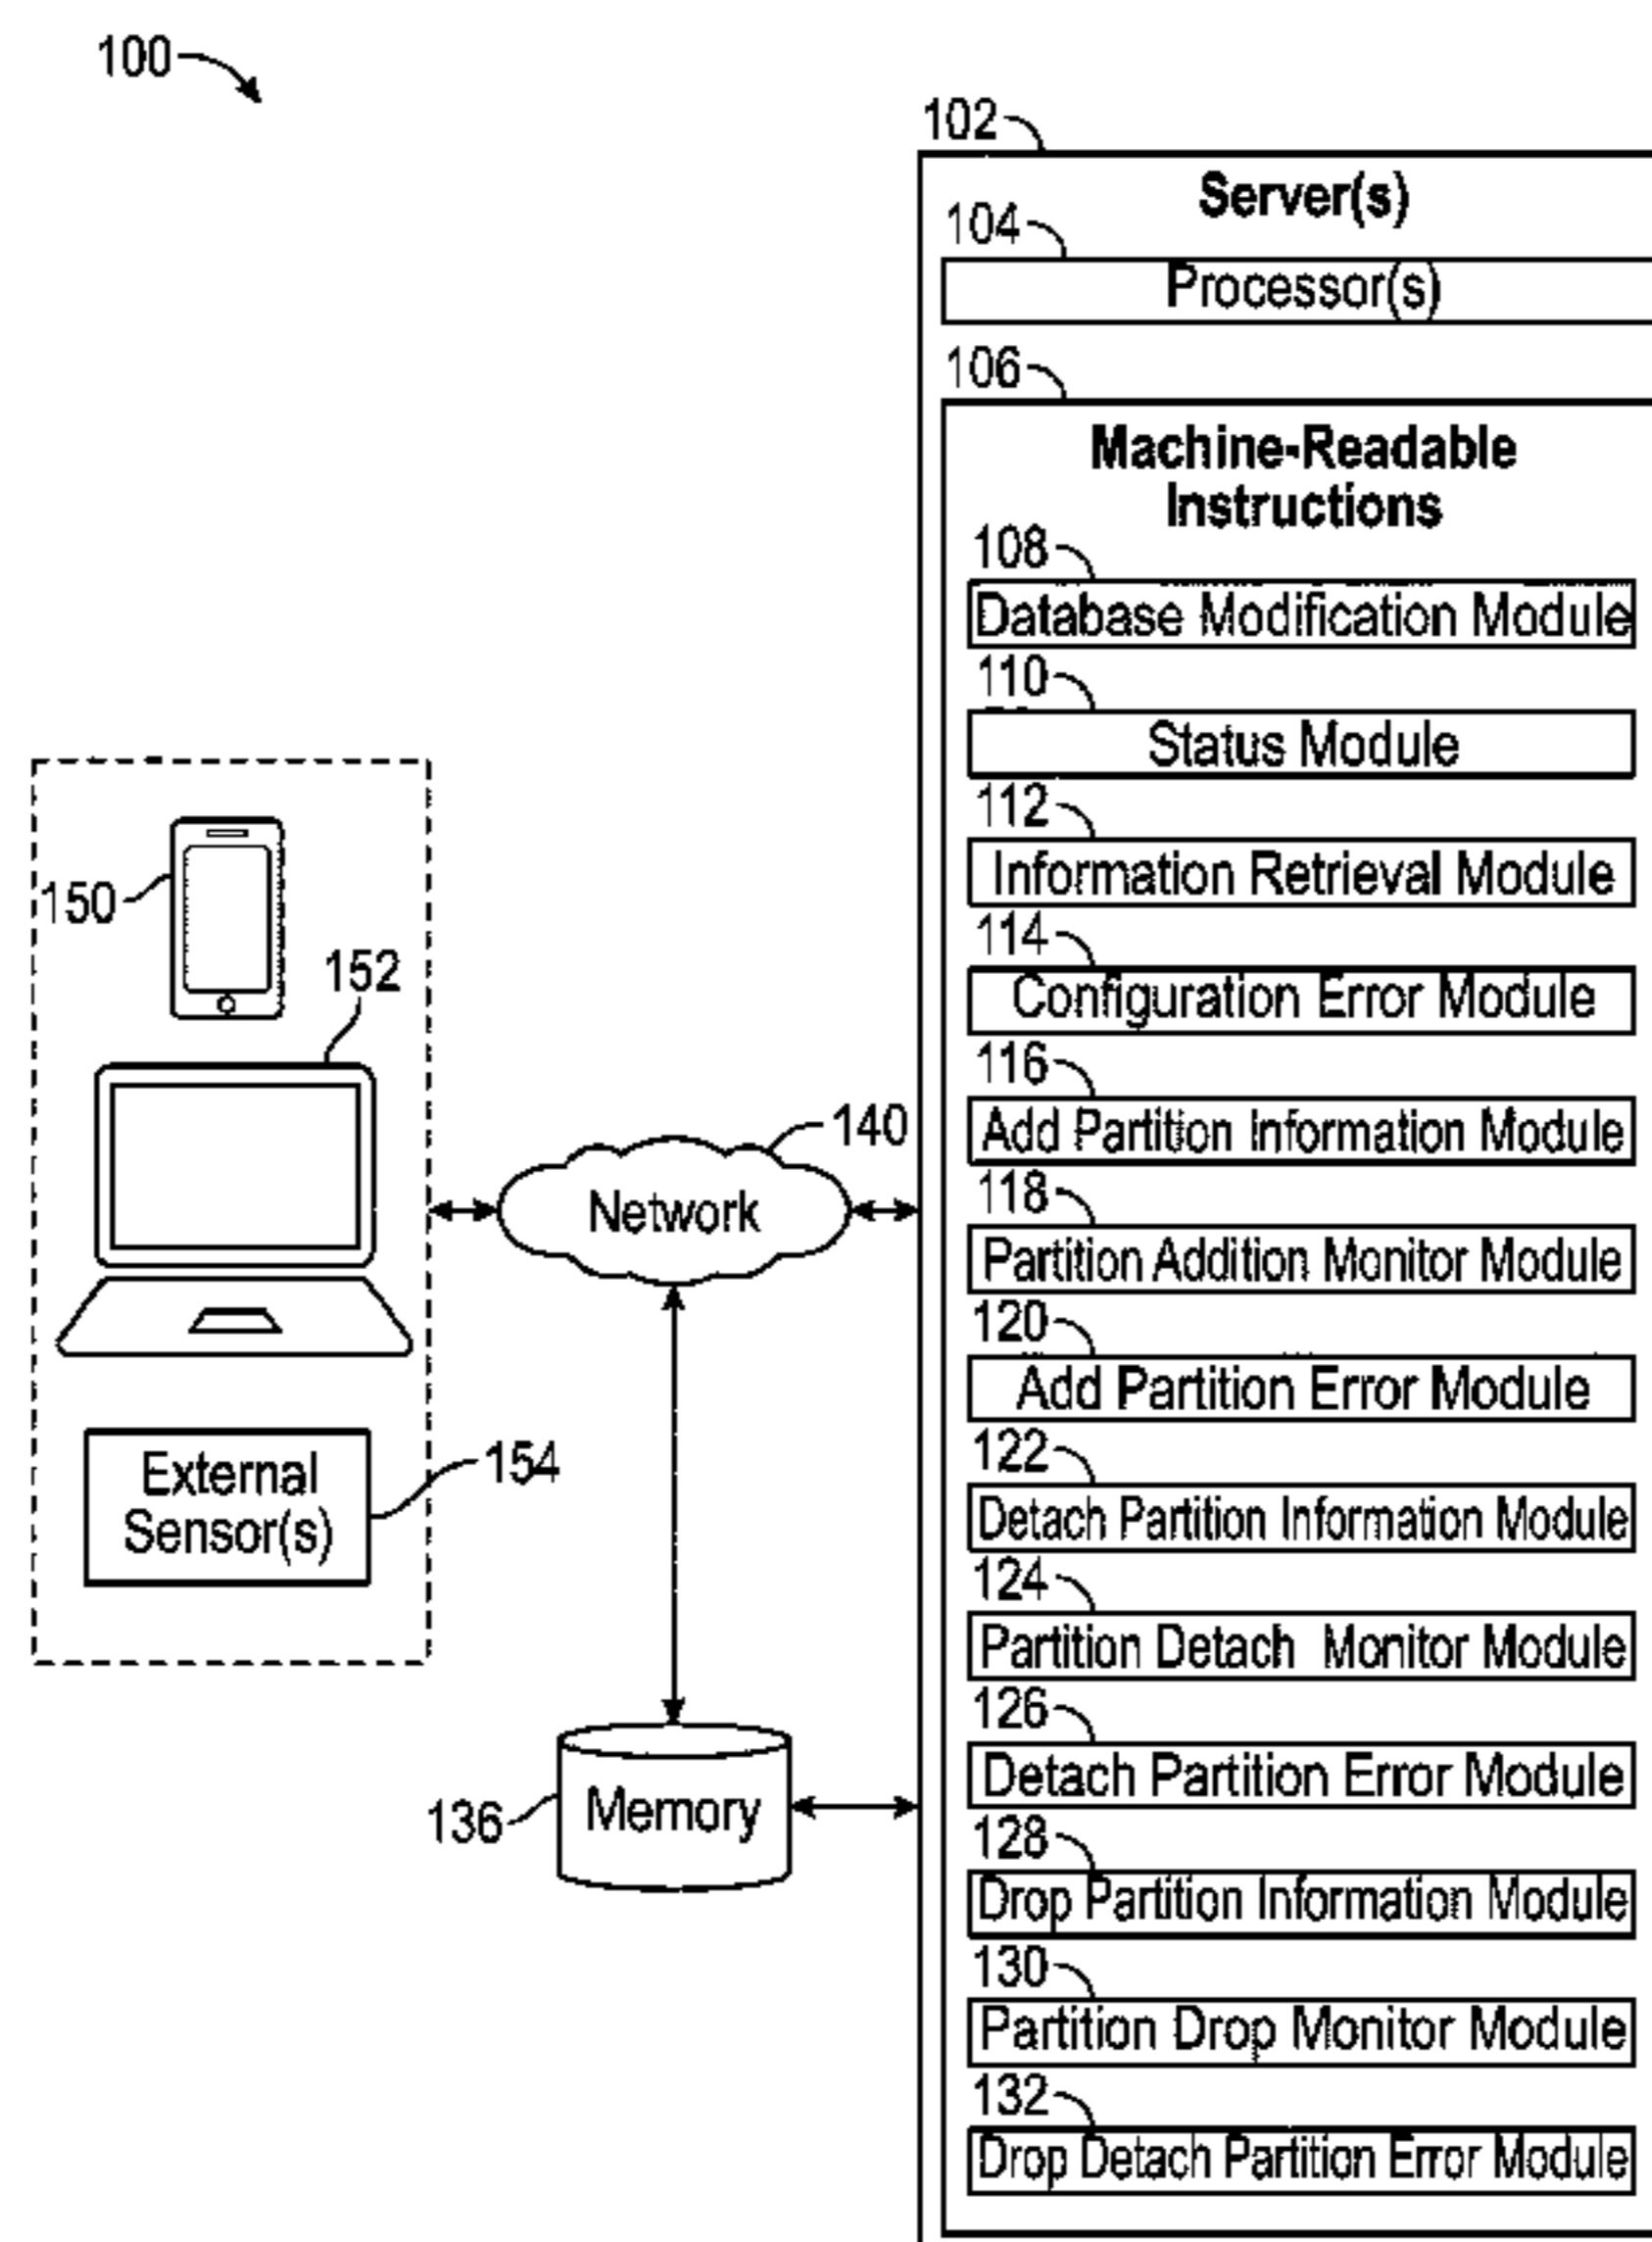 100
102
Server(s)
104
Processor(s)
106
Machine-Readable
Instructions
108
Database Modification Module
110
Status Module
112
Information Retrieval Module
114
Configuration Error Module
116
Add Partition Information Module
118
Partition Addition Monitor Module
120
Add Partition Error Module
122
Detach Partition Information Module
124
Partition Detach Monitor Module
126
Detach Partition Error Module
128
Drop Partition Information Module
130
Partition Drop Monitor Module
132
Drop Detach Partition Error Module
150
152
External
Sensor(s)
154
140
Network
136
Memory